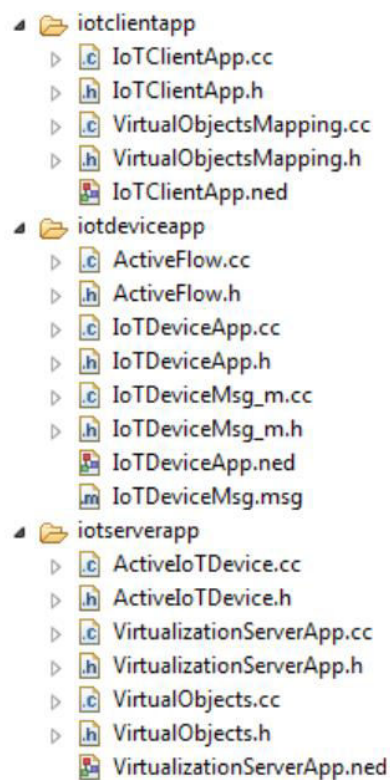 iotclientapp
IoTClientApp.cc
IoTClientApp.h
VirtualObjectsMapping.cc
VirtualObjectsMapping.h
IoTClientApp.ned
iotdeviceapp
ActiveFlow.cc
ActiveFlow.h
IoTDeviceApp.cc
IoTDeviceApp.h
IoTDeviceMsg_m.cc
IoTDeviceMsg_m.h
IoTDeviceApp.ned
IoTDeviceMsg.msg
iotserverapp
ActiveIoTDevice.cc
ActiveIoTDevice.h
VirtualizationServerApp.cc
VirtualizationServerApp.h
VirtualObjects.cc
VirtualObjects.h
VirtualizationServerApp.ned